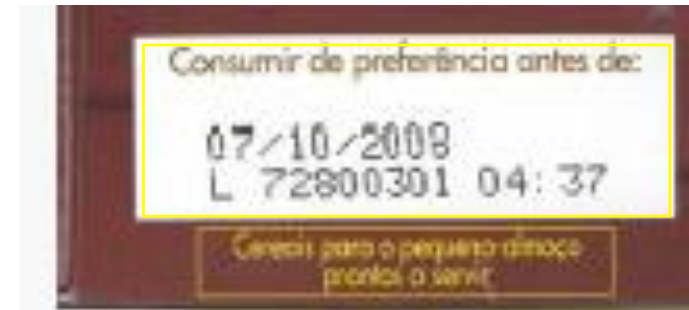 Consumir de preferência antes de:
07/10/2008
L 72800301 04:37
Cereais para o pequeno almoço
prontos a servir